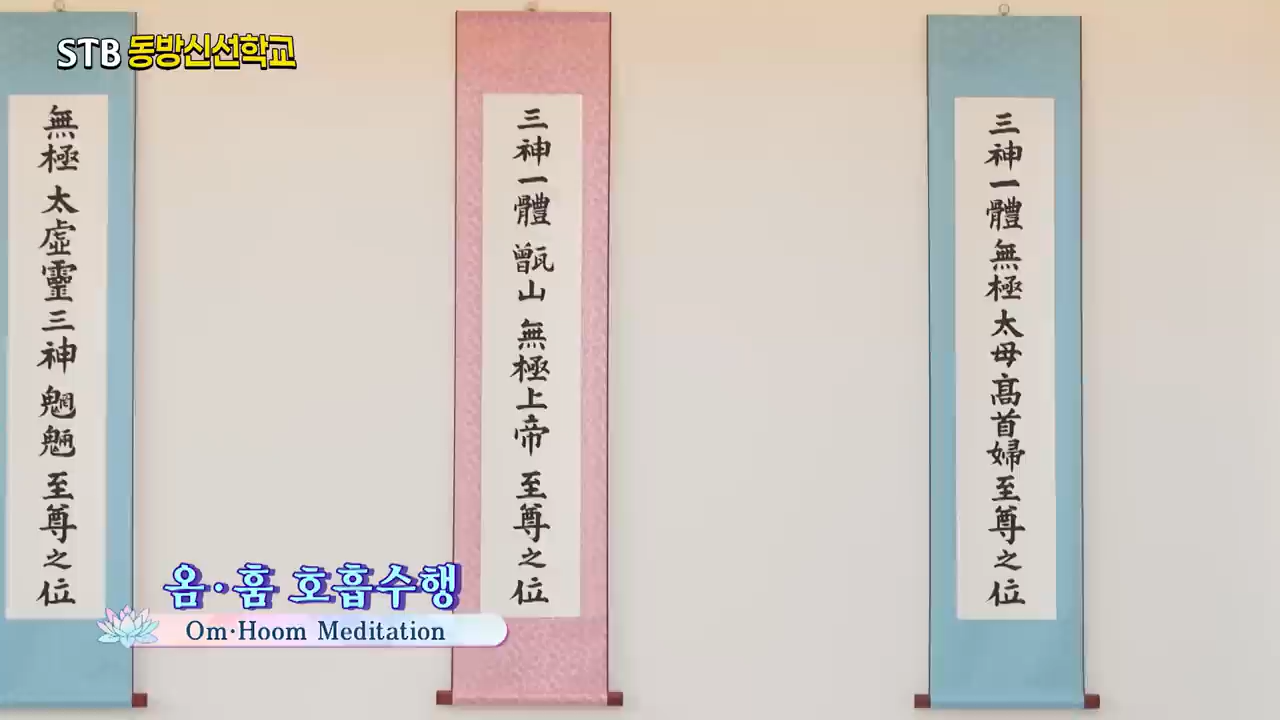 STB 동방신선학교
無極 太虛靈三神 魍魎 至尊之位
三神一體 甑山 無極上帝 至尊之位
三神一體 無極 太母高首婦至尊之位
옴·훔 호흡수행
Om·Hoom Meditation